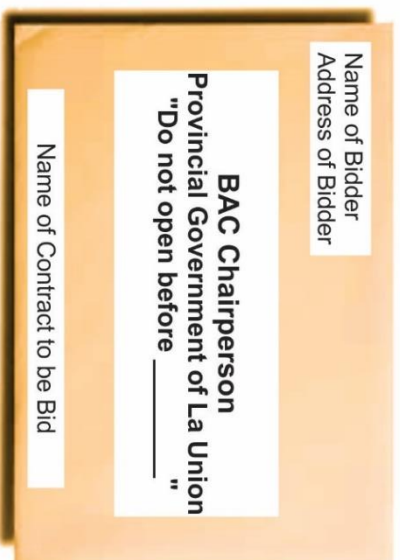 Name of Bidder
Address of Bidder
BAC Chairperson
Provincial Government of La Union
"Do not open before ________"
Name of Contract to be Bid